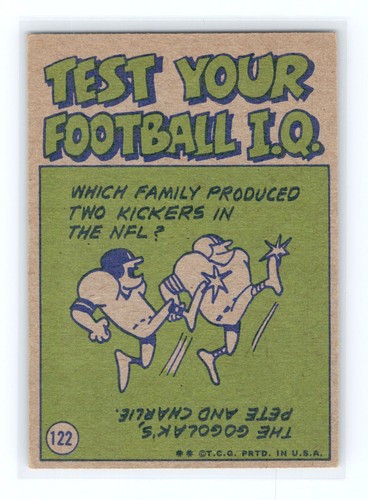 TEST YOUR
FOOTBALL I.Q.
WHICH FAMILY PRODUCED
TWO KICKERS IN
THE NFL?
THE GOGOLAK'S,
PETE AND CHARLIE.
122
** ©T.C.G. PRTD. IN U.S.A.